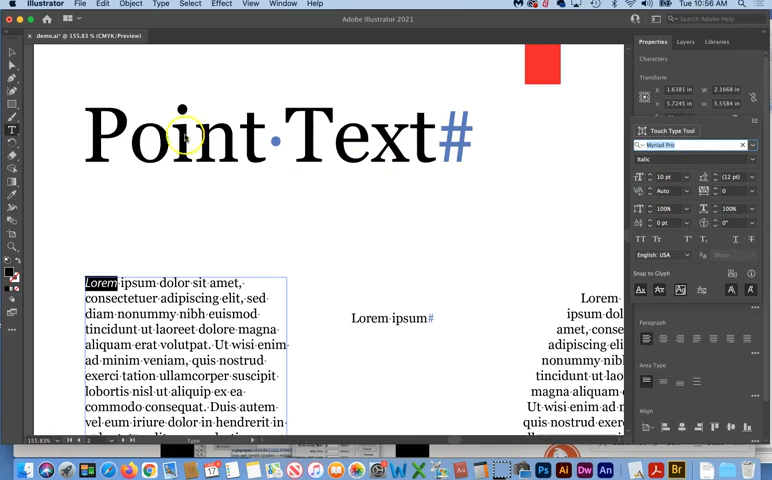 Illustrator File Edit Object Type Select Effect View Window Help
Tue 10:56 AM
Adobe Illustrator 2021
Search Adobe Help
× demo.ai* @ 155.83 % (CMYK/Preview)
Properties Layers Libraries
Characters
Transform
X: 1.6381 in W: 2.1668 in
Y: 5.7245 in H: 5.5584 in
Touch Type Tool
Myriad Pro
Italic
10 pt (12 pt)
Auto 0
100% 100%
0 pt 0°
English: USA Sharp
Snap to Glyph
Paragraph
Area Type
Align
Point·Text#
Lorem·ipsum·dolor·sit·amet,·
consectetuer·adipiscing·elit,·sed·
diam·nonummy·nibh·euismod·
tincidunt·ut·laoreet·dolore·magna·
aliquam·erat·volutpat.·Ut·wisi·enim·
ad·minim·veniam,·quis·nostrud·
exerci·tation·ullamcorper·suscipit·
lobortis·nisl·ut·aliquip·ex·ea·
commodo·consequat.·Duis·autem·
vel·eum·iriure·dolor·in·hendrerit·in·
Lorem·ipsum#
Lorem·
ipsum·dol
amet,·conse
adipiscing·el
nonummy·nib
tincidunt·ut·la
dolore·magna·
aliquam·erat·v
Ut·wisi·enim·a
quis·nostrud·e
155.83% 2 Type